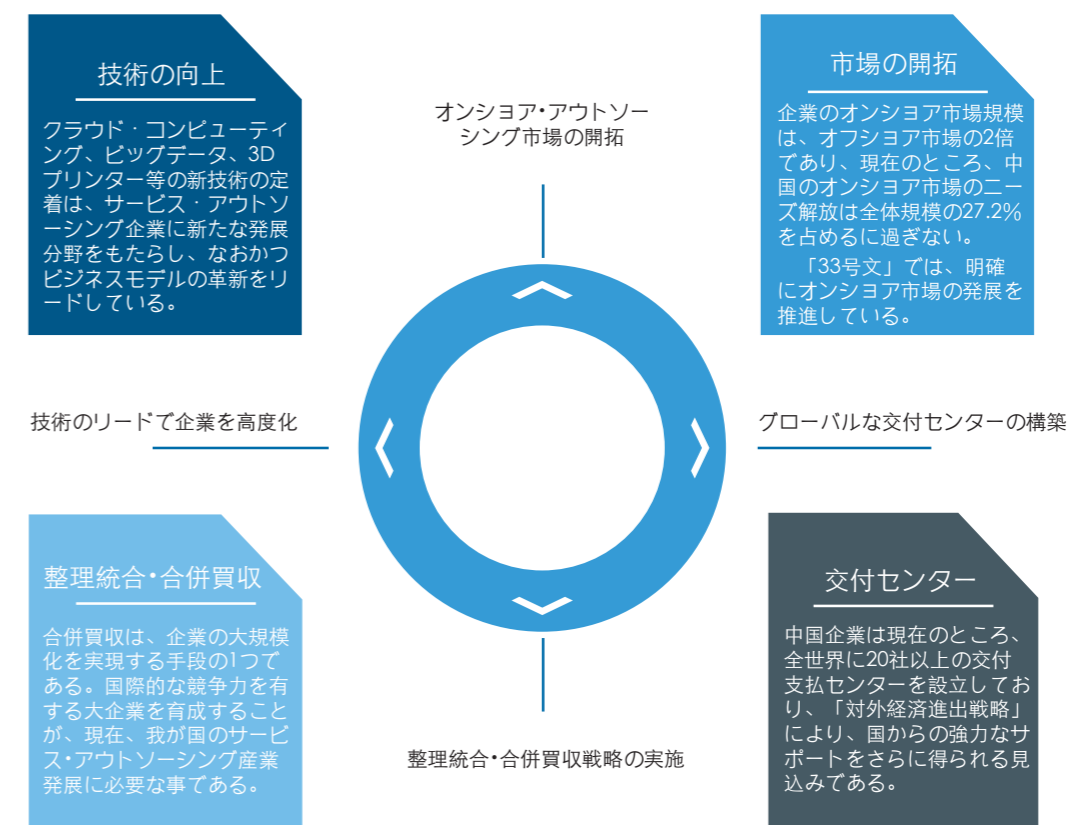 技術の向上
クラウド・コンピューティ
ング、ビッグデータ、3D
プリンター等の新技術の定
着は、サービス・アウトソ
ーシング企業に新たな発展
分野をもたらし、なおかつ
ビジネスモデルの革新をリ
ードしている。
オンショア・アウトソー
シング市場の開拓
市場の開拓
企業のオンショア市場規模
は、オフショア市場の2倍
であり、現在のところ、中
国のオンショア市場のニー
ズ解放は全体規模の27.2%
を占めるに過ぎない。
「33号文」では、明確
にオンショア市場の発展を
推進している。
技術のリードで企業を高度化
グローバルな交付センターの構築
整理統合・合併買収
合併買収は、企業の大規模
化を実現する手段の1つで
ある。国際的な競争力を有
する大企業を育成すること
が、現在、我が国のサービ
ス・アウトソーシング産業
発展に必要な事である。
整理統合・合併買収戦略の実施
交付センター
中国企業は現在のところ、
全世界に20社以上の交付
支払センターを設立してお
り、「対外経済進出戦略」
により、国からの強力なサ
ポートをさらに得られる見
込みである。